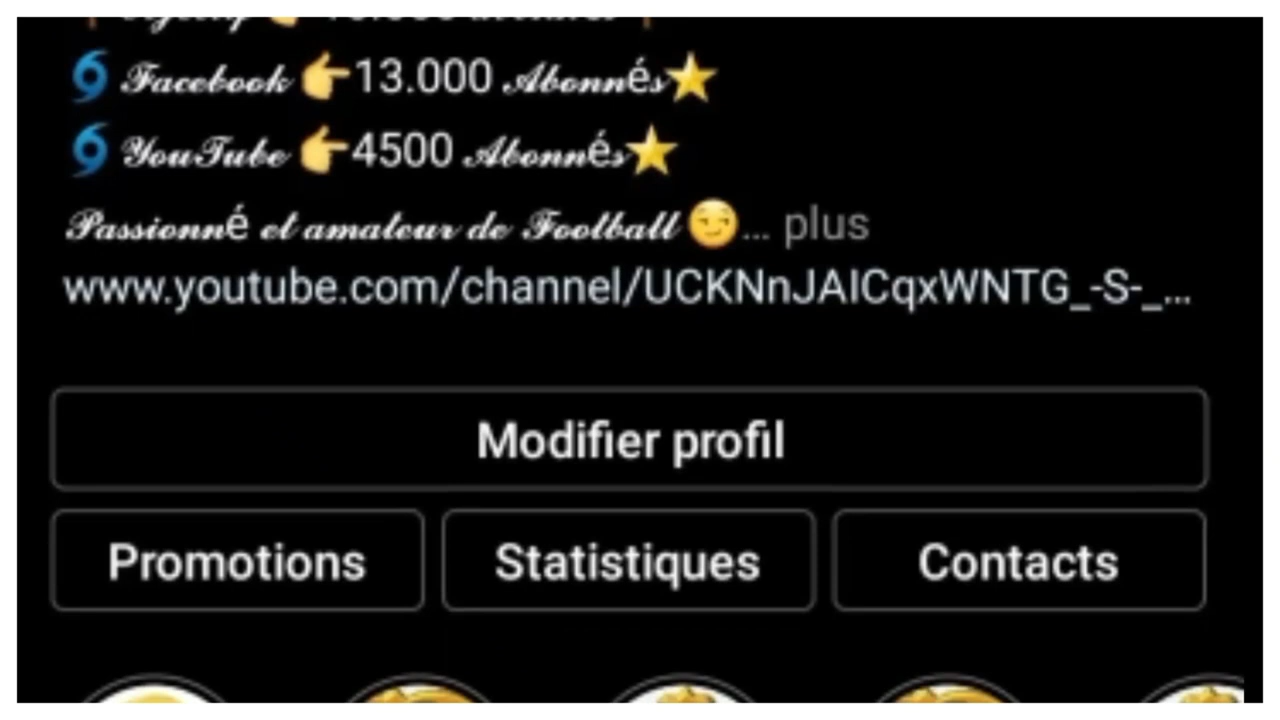 🌀 Facebook 👉13.000 Abonnés⭐
🌀 YouTube 👉4500 Abonnés⭐
Passionné et amateur de Football 😏... plus
www.youtube.com/channel/UCKNnJAICqxWNTG_-S-_...
Modifier profil
Promotions
Statistiques
Contacts